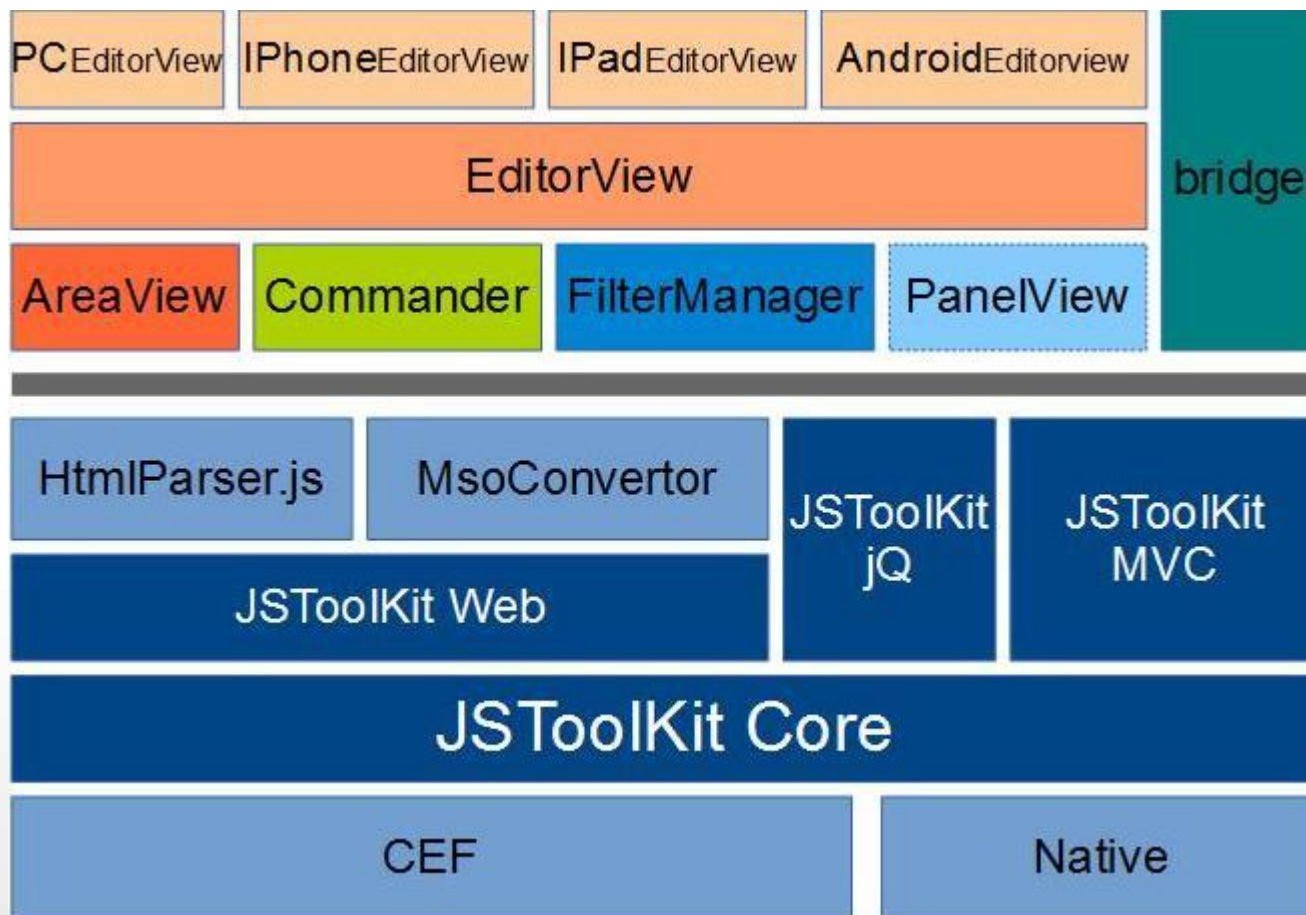 PCEditorView IPhoneEditorView IPadEditorView AndroidEditorview
EditorView
bridge
AreaView Commander FilterManager PanelView
HtmlParser.js MsoConvertor
JSToolKit
jQ
JSToolKit
MVC
JSToolKit Web
JSToolKit Core
CEF Native